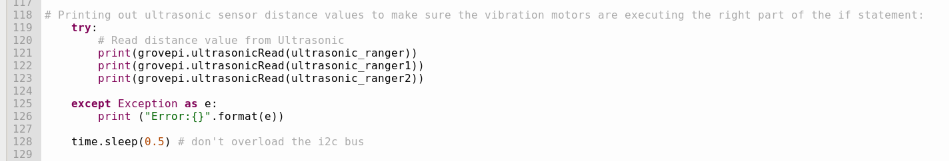 117
118 # Printing out ultrasonic sensor distance values to make sure the vibration motors are executing the right part of the if statement:
119 try:
120 # Read distance value from Ultrasonic
121 print(grovepi.ultrasonicRead(ultrasonic_ranger))
122 print(grovepi.ultrasonicRead(ultrasonic_ranger1))
123 print(grovepi.ultrasonicRead(ultrasonic_ranger2))
124
125 except Exception as e:
126 print ("Error:{}".format(e))
127
128 time.sleep(0.5) # don't overload the i2c bus
129